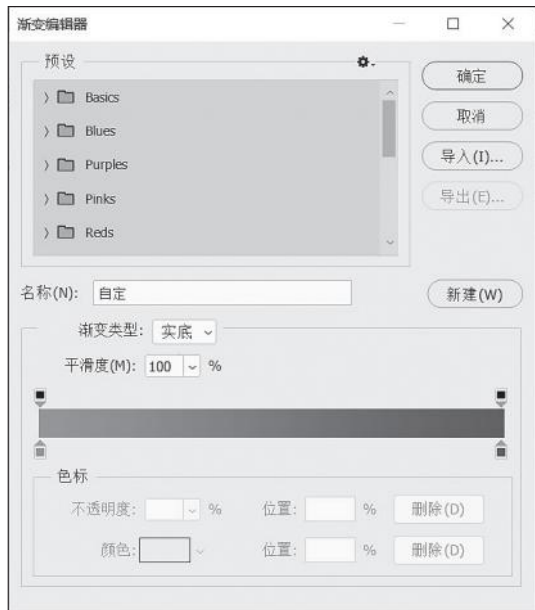 渐变编辑器
预设
确定
Basics
取消
Blues
导入(I)...
Purples
导出(E)...
Pinks
Reds
名称(N): 自定 新建(W)
渐变类型: 实底
平滑度(M): 100 %
色标
不透明度: % 位置: % 删除(D)
颜色: 位置: % 删除(D)